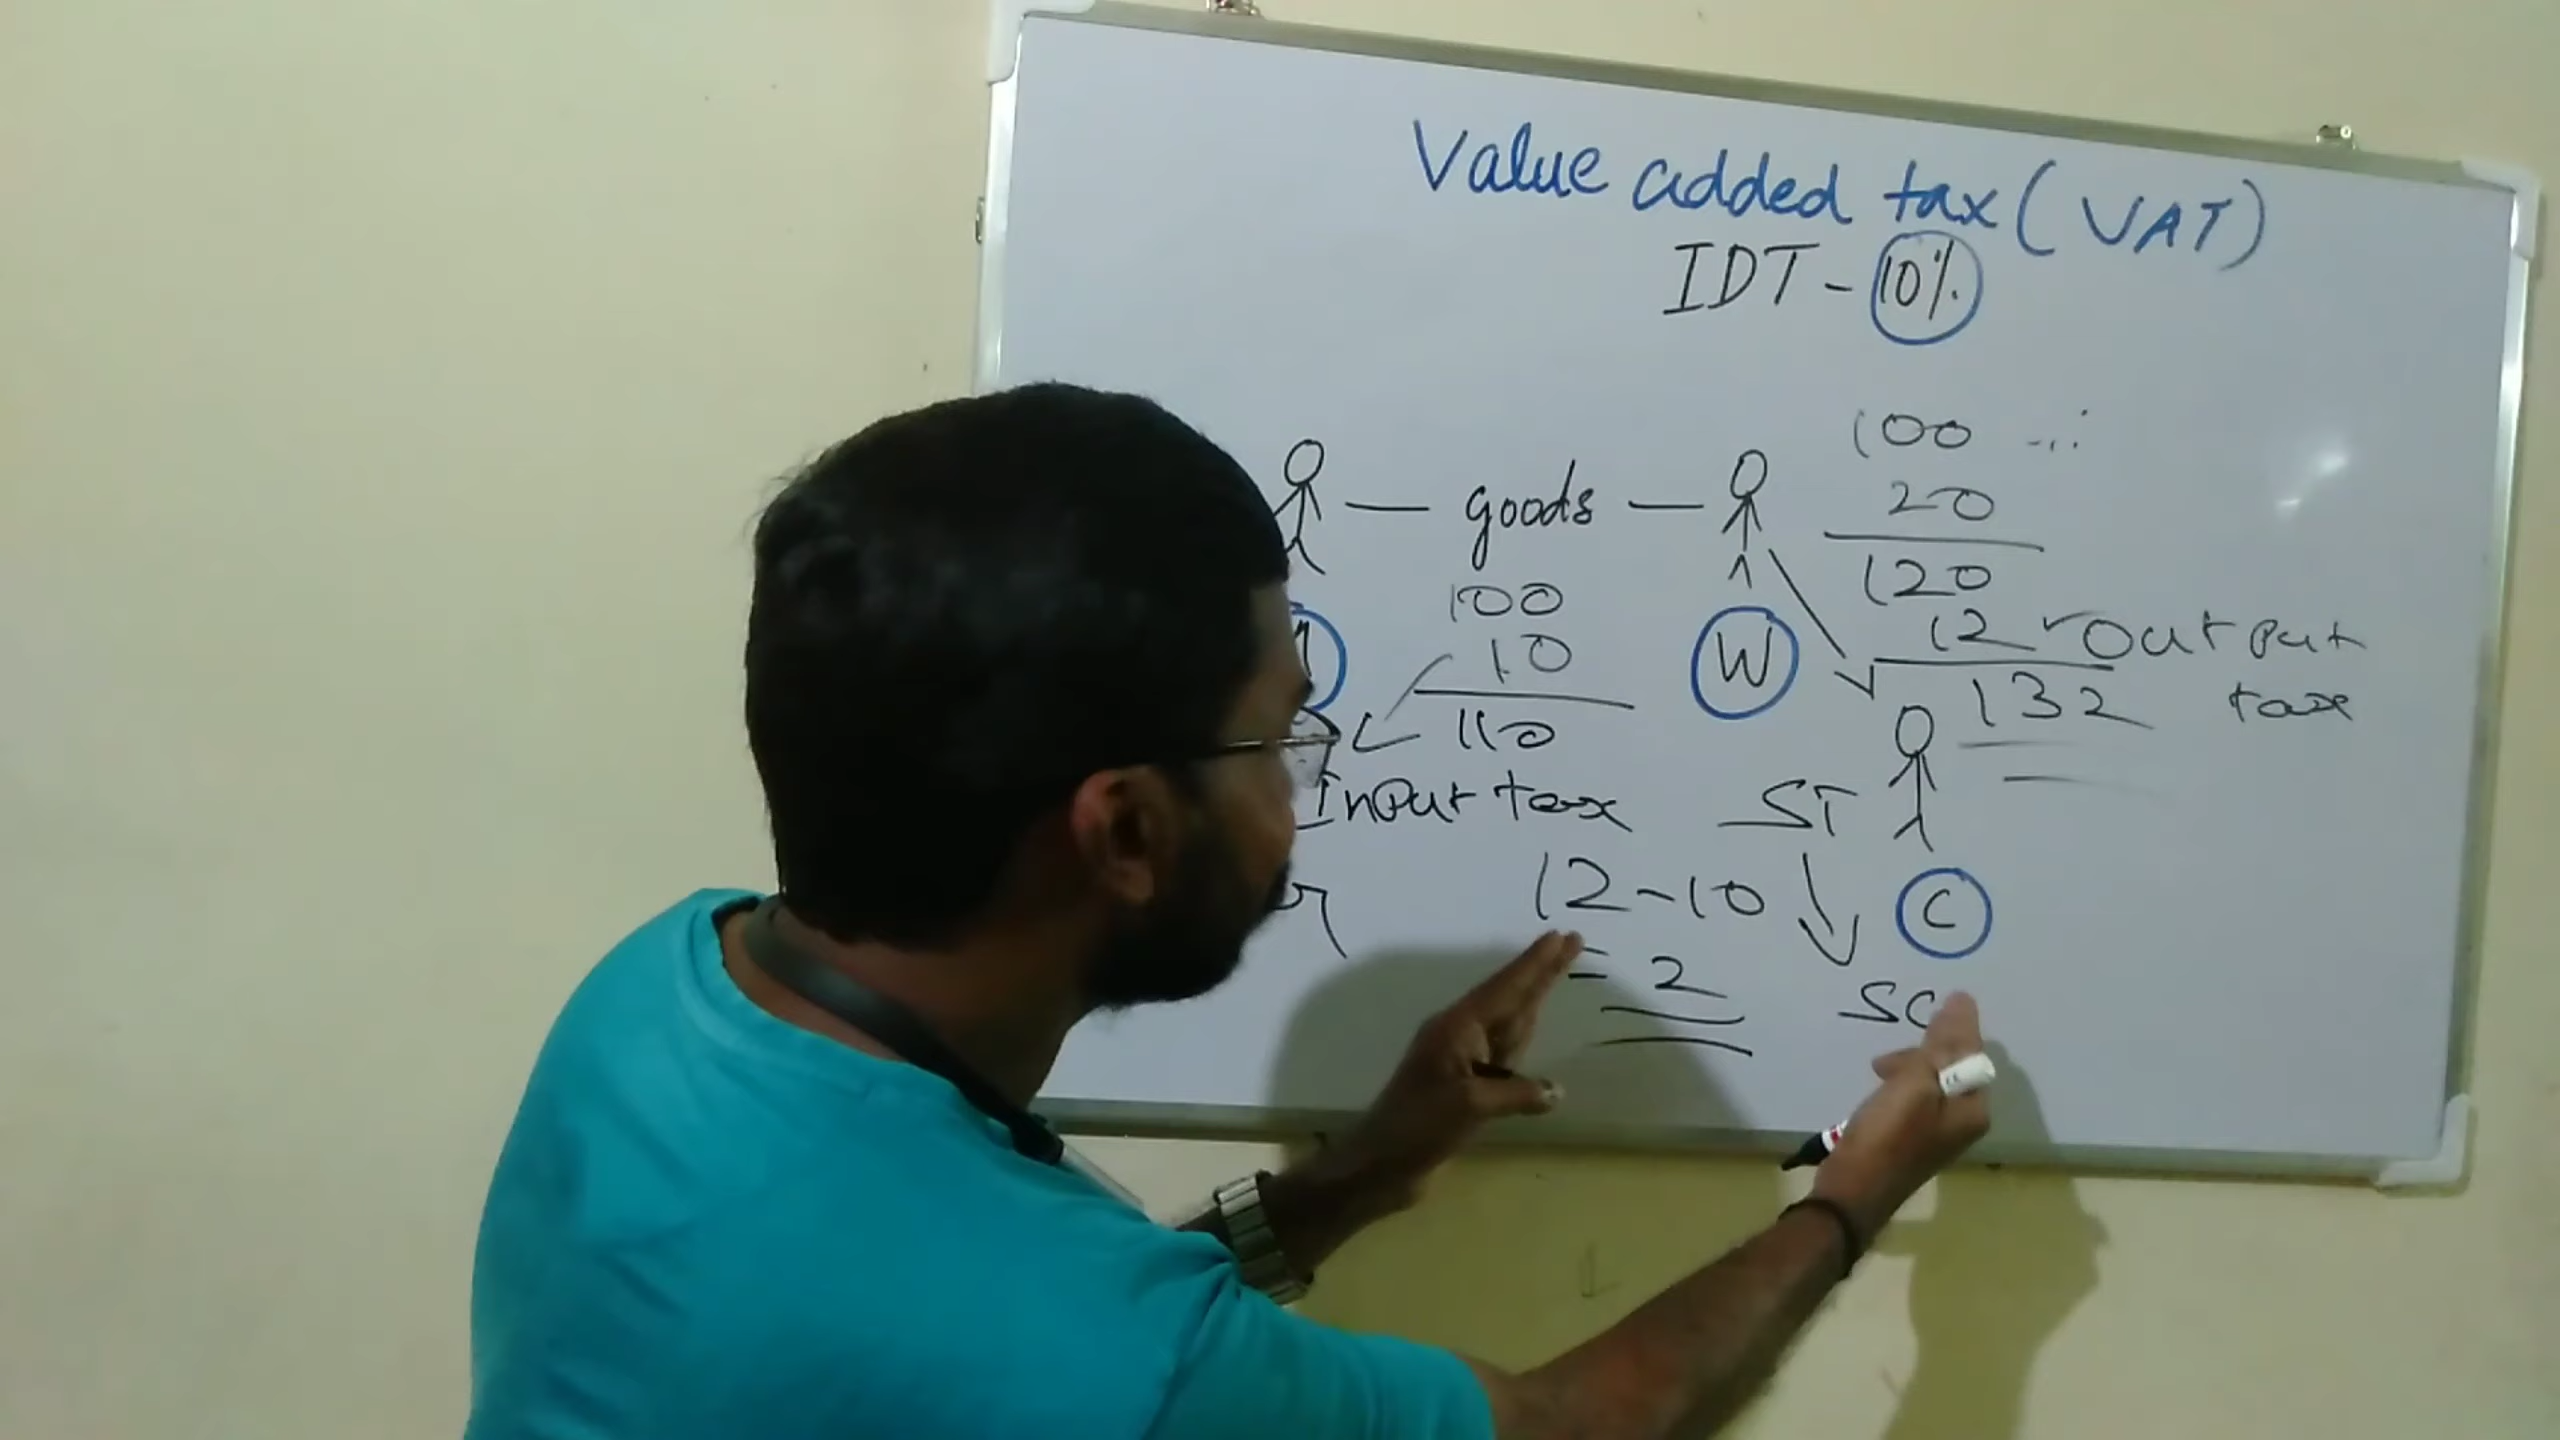 Value added tax (VAT)
IDT - 10%
goods
100
10
110
Input tax
W
100
20
120
12 output
132 tax
ST
C
12-10
= 2